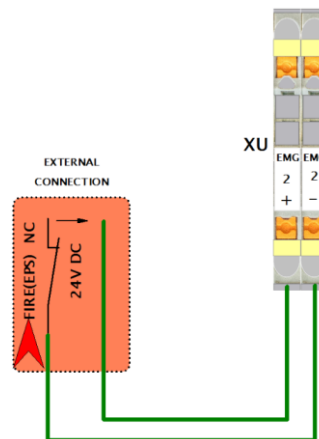 XU
EMG EMG
2 2
+ -
EXTERNAL
CONNECTION
FIRE(EPS) NC
24V DC